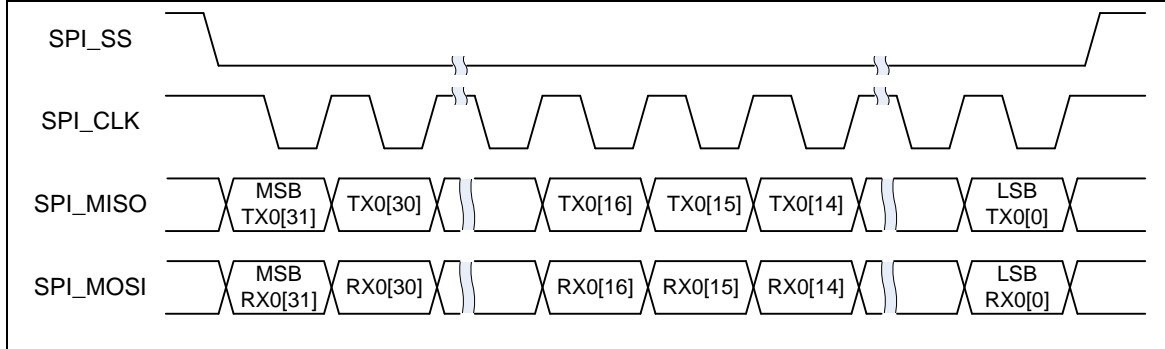 SPI_SS
SPI_CLK
SPI_MISO
MSB
TX0[31]
TX0[30]
TX0[16]
TX0[15]
TX0[14]
LSB
TX0[0]
SPI_MOSI
MSB
RX0[31]
RX0[30]
RX0[16]
RX0[15]
RX0[14]
LSB
RX0[0]